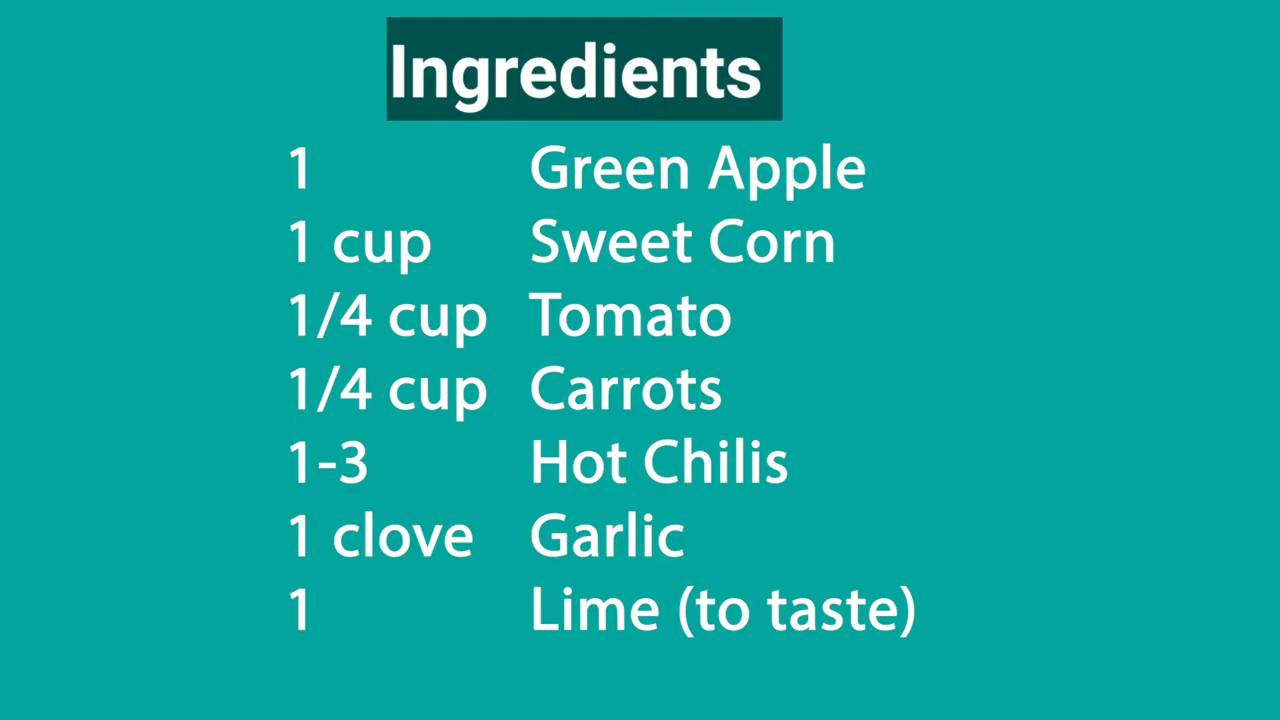 Ingredients
1 Green Apple
1 cup Sweet Corn
1/4 cup Tomato
1/4 cup Carrots
1-3 Hot Chilis
1 clove Garlic
1 Lime (to taste)